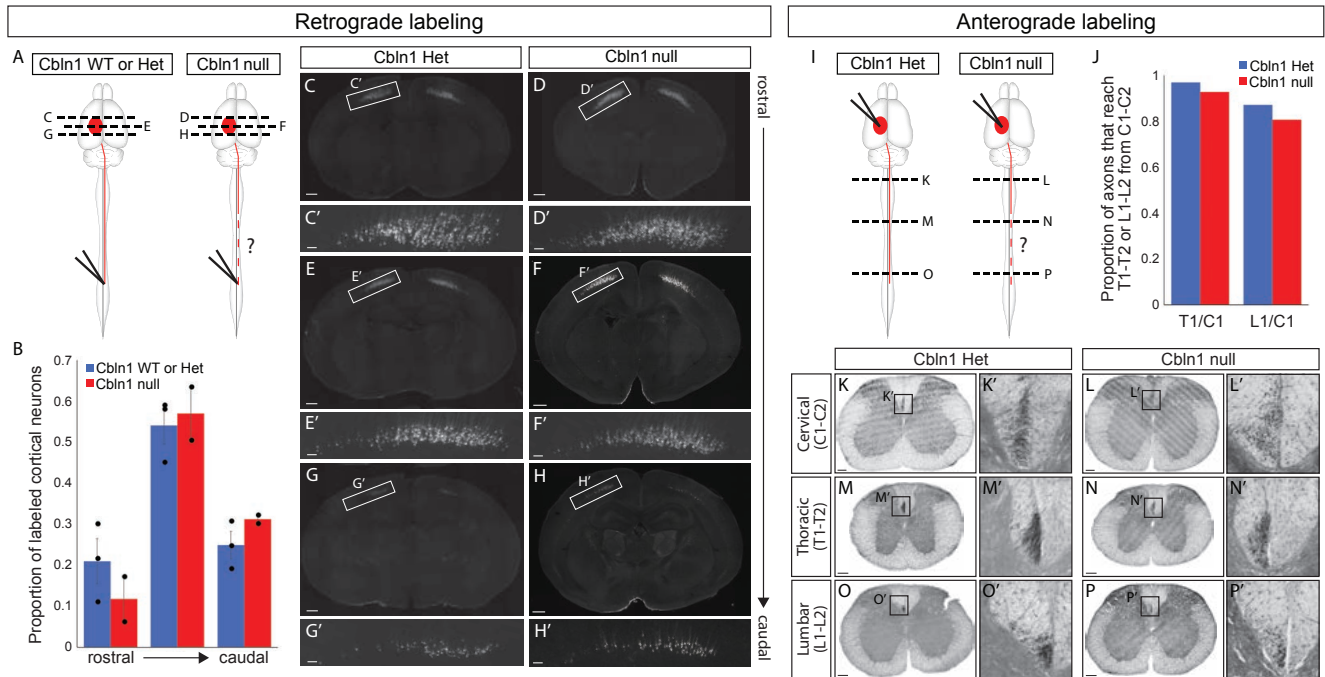 Retrograde labeling
Anterograde labeling
A
Cbln1 WT or Het
Cbln1 null
C
E
G
D
F
H
?
B
Cbln1 WT or Het
Cbln1 null
Proportion of labeled cortical neurons
0.7
0.6
0.5
0.4
0.3
0.2
0.1
0
rostral
caudal
Cbln1 Het
Cbln1 null
C
C’
D
D’
C’
D’
E
E’
F
F’
E’
F’
G
G’
H
H’
G’
H’
rostral
caudal
I
Cbln1 Het
Cbln1 null
K
M
O
L
N
P
?
J
Cbln1 Het
Cbln1 null
Proportion of axons that reach
T1-T2 or L1-L2 from C1-C2
1
0.8
0.6
0.4
0.2
0
T1/C1
L1/C1
Cbln1 Het
Cbln1 null
Cervical
(C1-C2)
K
K’
K’
L
L’
L’
Thoracic
(T1-T2)
M
M’
M’
N
N’
N’
Lumbar
(L1-L2)
O
O’
O’
P
P’
P’